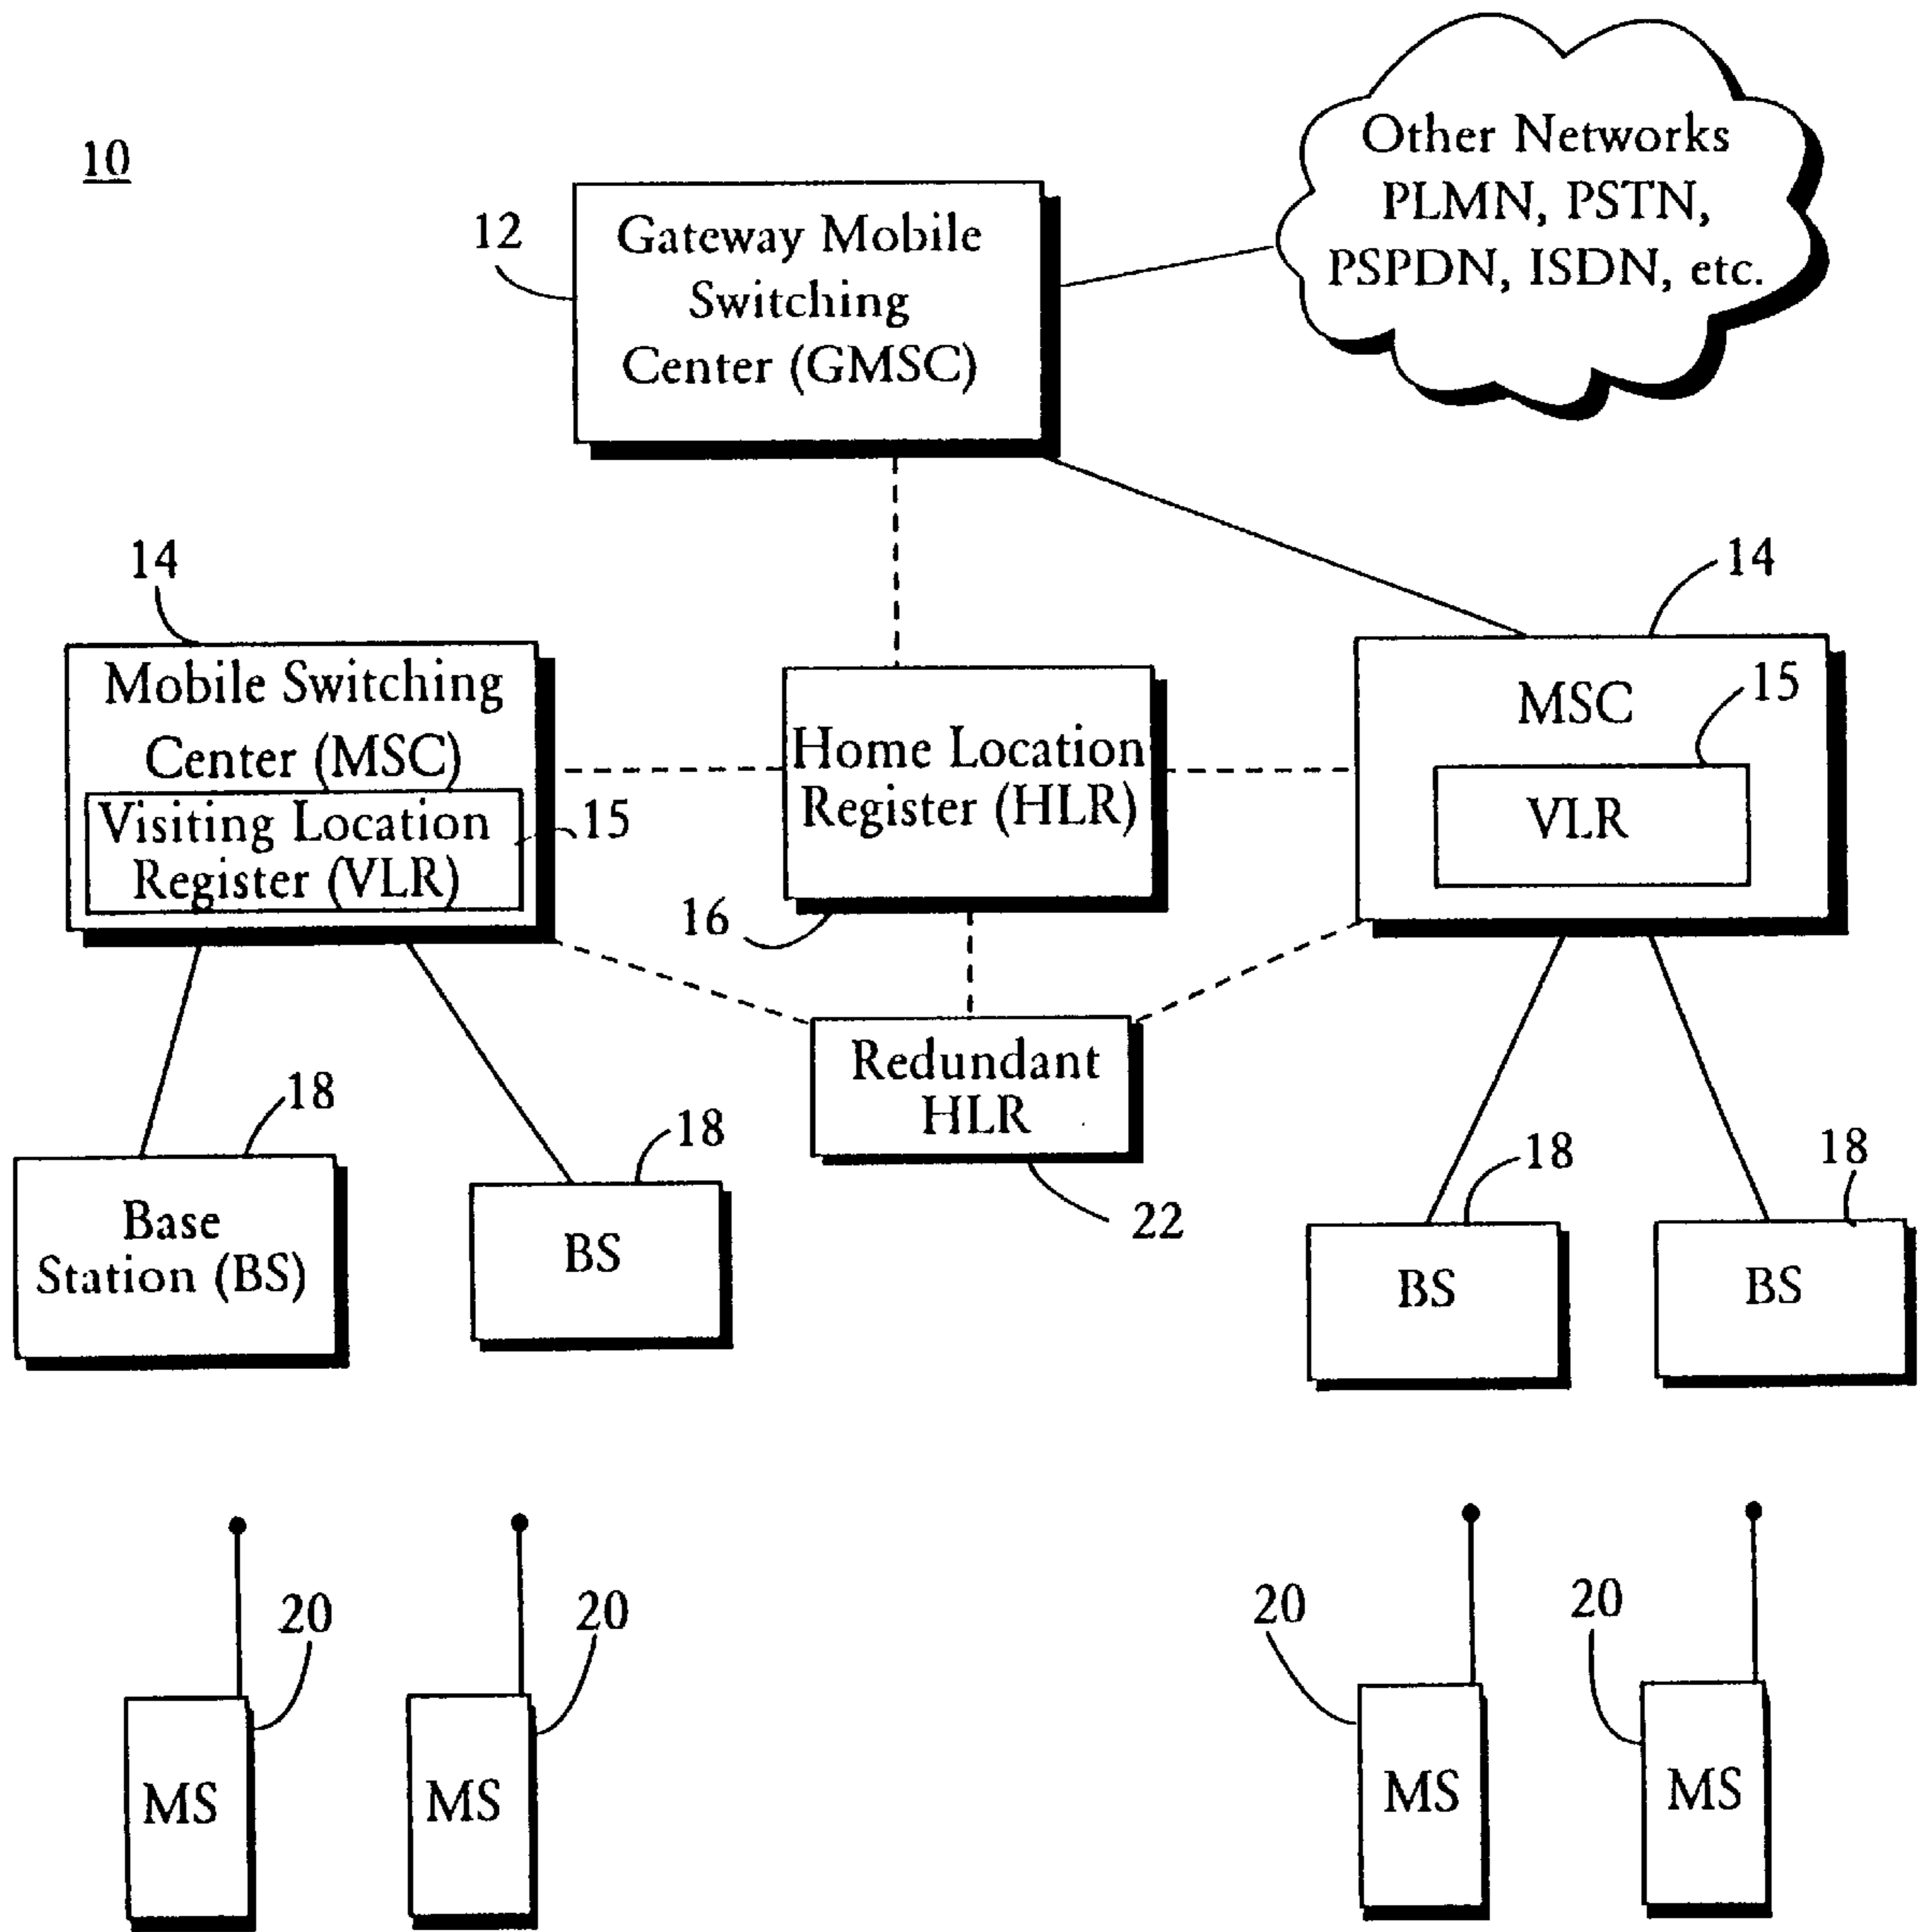 10
Other Networks
PLMN, PSTN,
PSPDN, ISDN, etc.
12
Gateway Mobile
Switching
Center (GMSC)
14
14
Mobile Switching
Center (MSC)
Visiting Location
Register (VLR)
15
Home Location
Register (HLR)
16
MSC
15
VLR
Redundant
HLR
22
18
Base
Station (BS)
18
BS
18
BS
18
BS
20
MS
20
MS
20
MS
20
MS